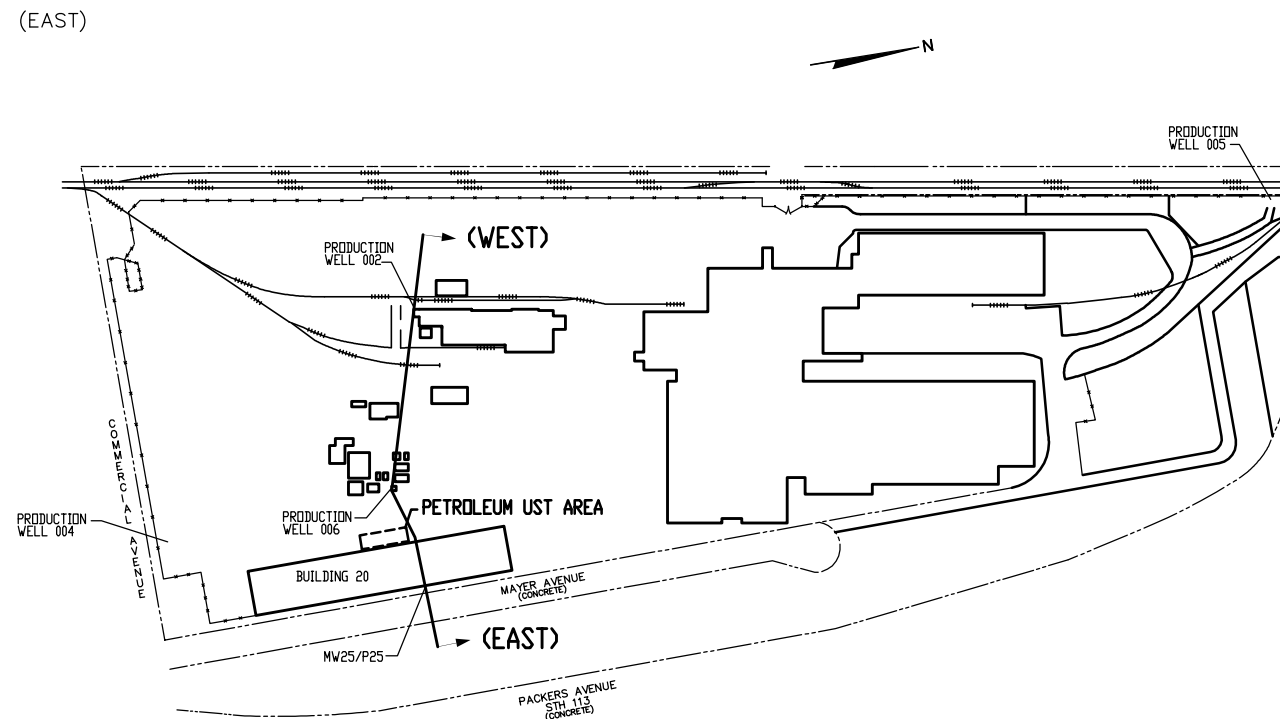 (EAST)
N
PRODUCTION
WELL 005
(WEST)
PRODUCTION
WELL 002
COMMERCIAL AVENUE
PETROLEUM UST AREA
PRODUCTION
WELL 004
PRODUCTION
WELL 006
BUILDING 20
MAYER AVENUE
(CONCRETE)
(EAST)
MW25/P25
PACKERS AVENUE
STH 113
(CONCRETE)